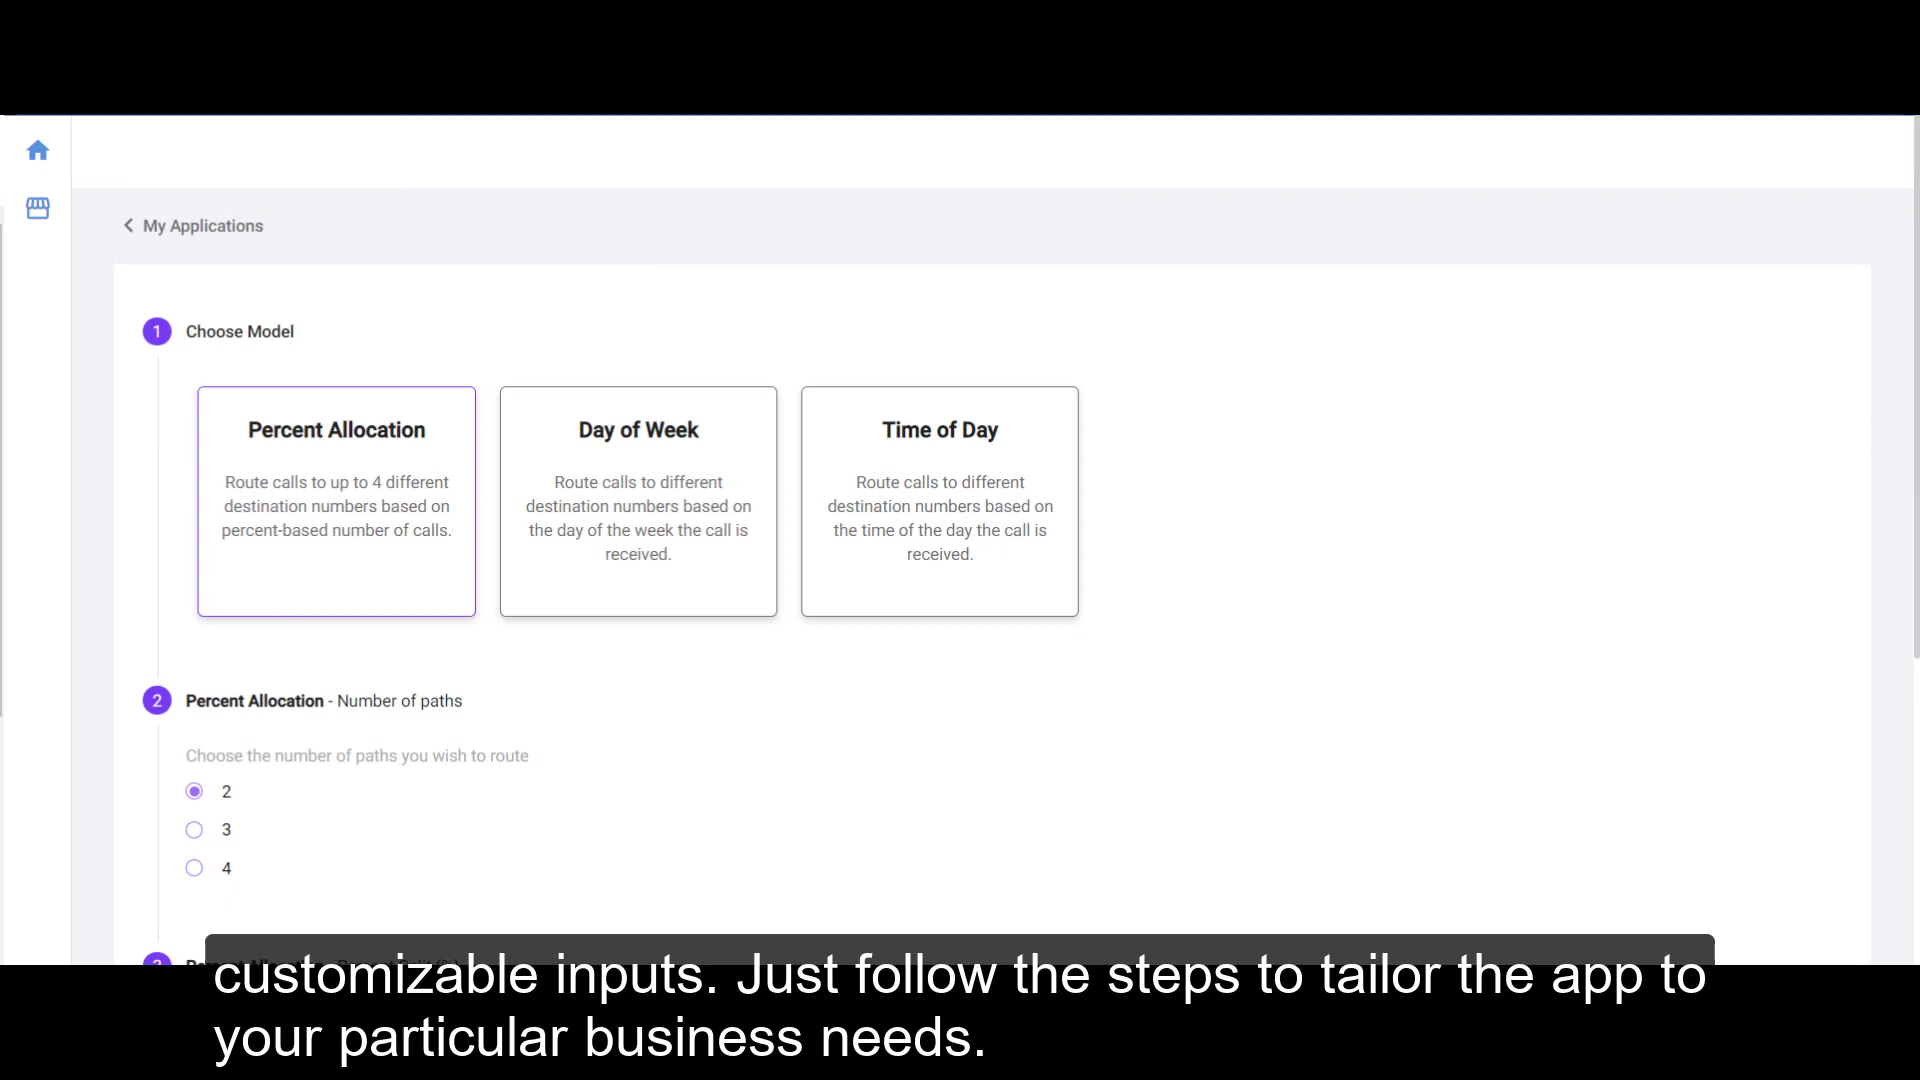 My Applications
1 Choose Model
Percent Allocation
Route calls to up to 4 different
destination numbers based on
percent-based number of calls.
Day of Week
Route calls to different
destination numbers based on
the day of the week the call is
received.
Time of Day
Route calls to different
destination numbers based on
the time of the day the call is
received.
2 Percent Allocation - Number of paths
Choose the number of paths you wish to route
2
3
4
customizable inputs. Just follow the steps to tailor the app to
your particular business needs.